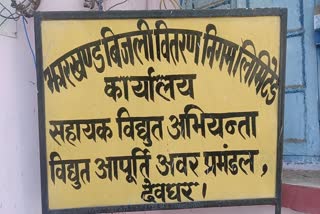 झारखण्ड बिजली वितरण निगम लिमिटेड
कार्यालय
सहायक विद्युत अभियन्ता
विद्युत आपूर्ति अवर प्रमंडल,
देवघर।